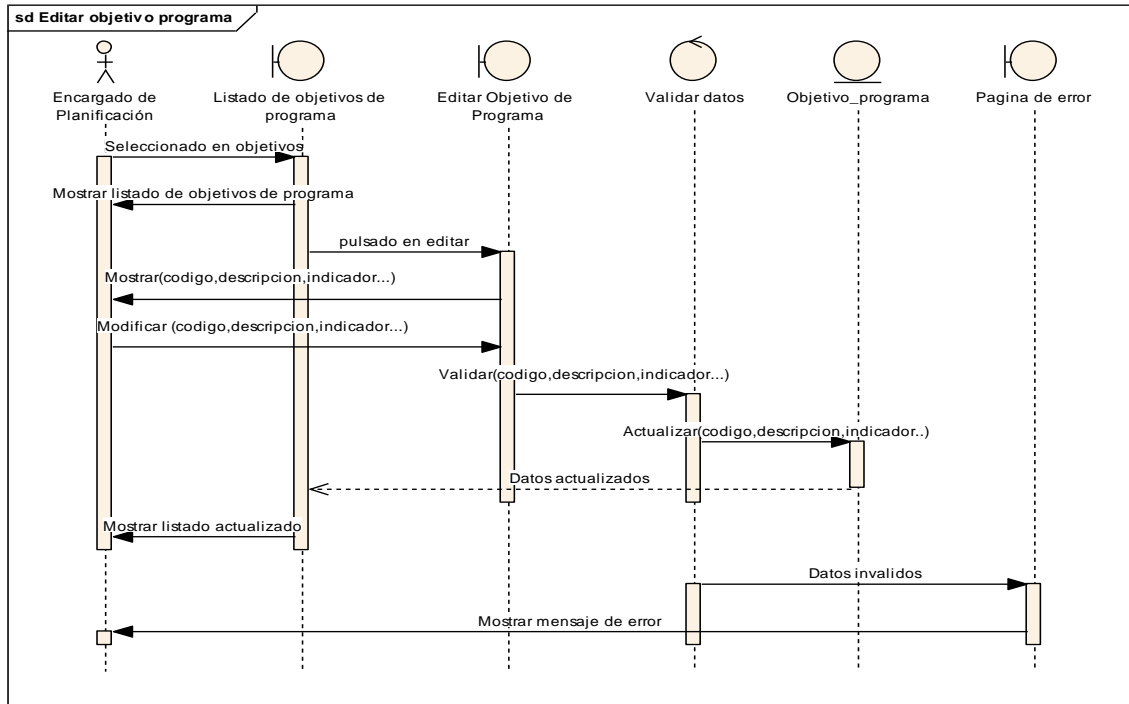 sd Editar objetivo programa
Encargado de
Planificación
Listado de objetivos de
programa
Editar Objetivo de
Programa
Validar datos
Objetivo_programa
Pagina de error
Seleccionado en objetivos
Mostrar listado de objetivos de programa
pulsado en editar
Mostrar(codigo,descripcion,indicador...)
Modificar (codigo,descripcion,indicador...)
Validar(codigo,descripcion,indicador...)
Actualizar(codigo,descripcion,indicador..)
Datos actualizados
Mostrar listado actualizado
Datos invalidos
Mostrar mensaje de error